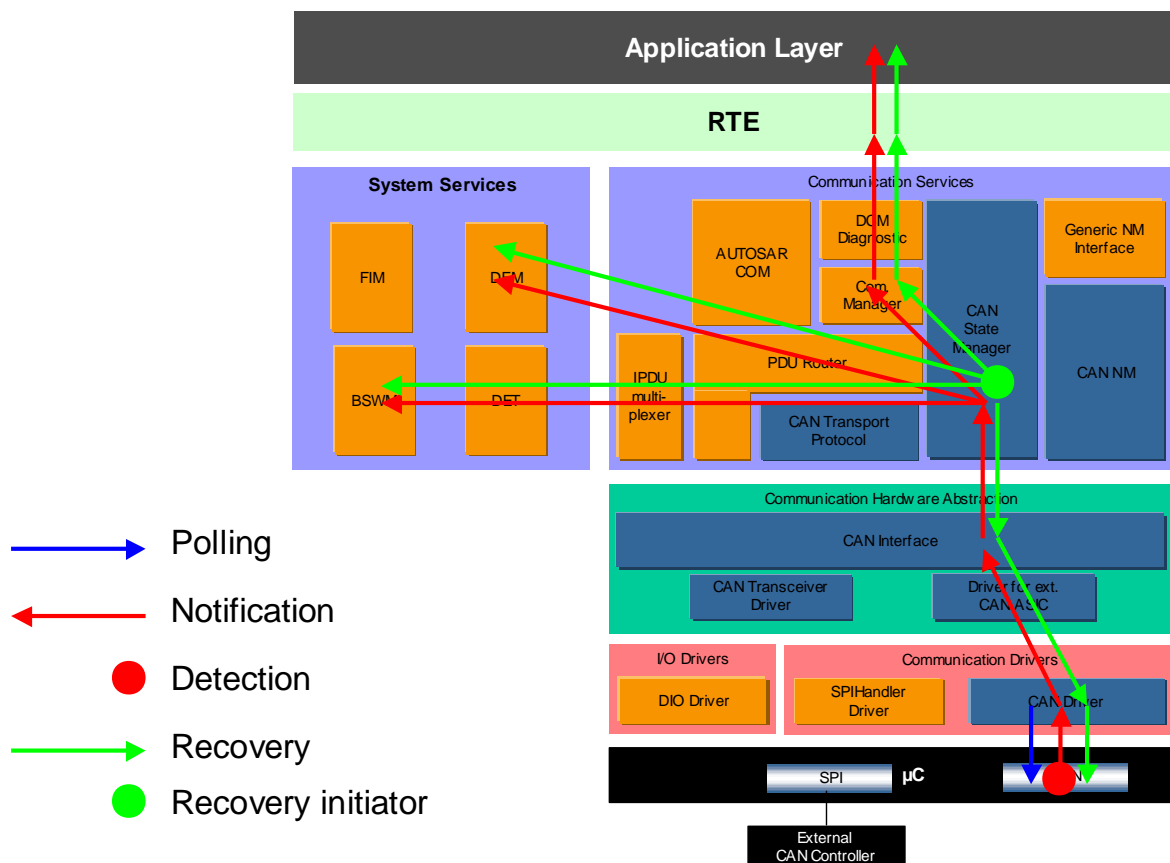 Application Layer
RTE
System Services
FIM
DEM
BSWM
DET
Communication Services
AUTOSAR
COM
DCM
Diagnostic
Com.
Manager
CAN
State
Manager
Generic NM
Interface
CAN NM
IPDU
multi-
plexer
PDU Router
CAN Transport
Protocol
Communication Hardware Abstraction
CAN Interface
CAN Transceiver
Driver
Driver for ext.
CAN ASIC
I/O Drivers
DIO Driver
Communication Drivers
SPIHandler
Driver
CAN Driver
SPI
µC
External
CAN Controller
Polling
Notification
Detection
Recovery
Recovery initiator